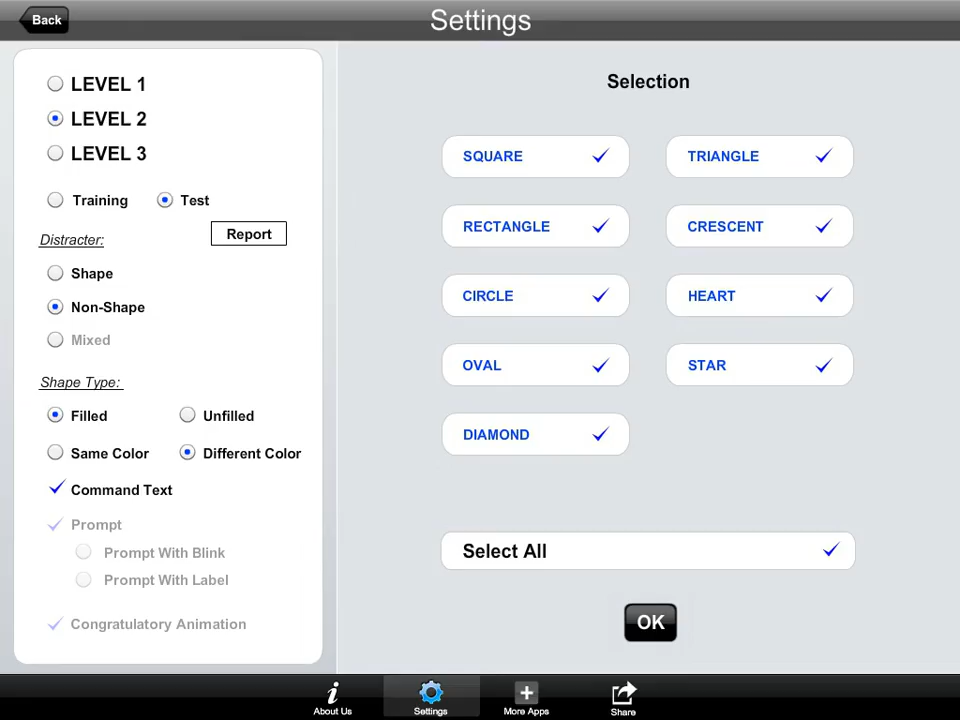 Back
Settings
LEVEL 1
LEVEL 2
LEVEL 3
Training
Test
Distracter:
Report
Shape
Non-Shape
Mixed
Shape Type:
Filled
Unfilled
Same Color
Different Color
Command Text
Prompt
Prompt With Blink
Prompt With Label
Congratulatory Animation
Selection
SQUARE
TRIANGLE
RECTANGLE
CRESCENT
CIRCLE
HEART
OVAL
STAR
DIAMOND
Select All
OK
About Us
Settings
More Apps
Share